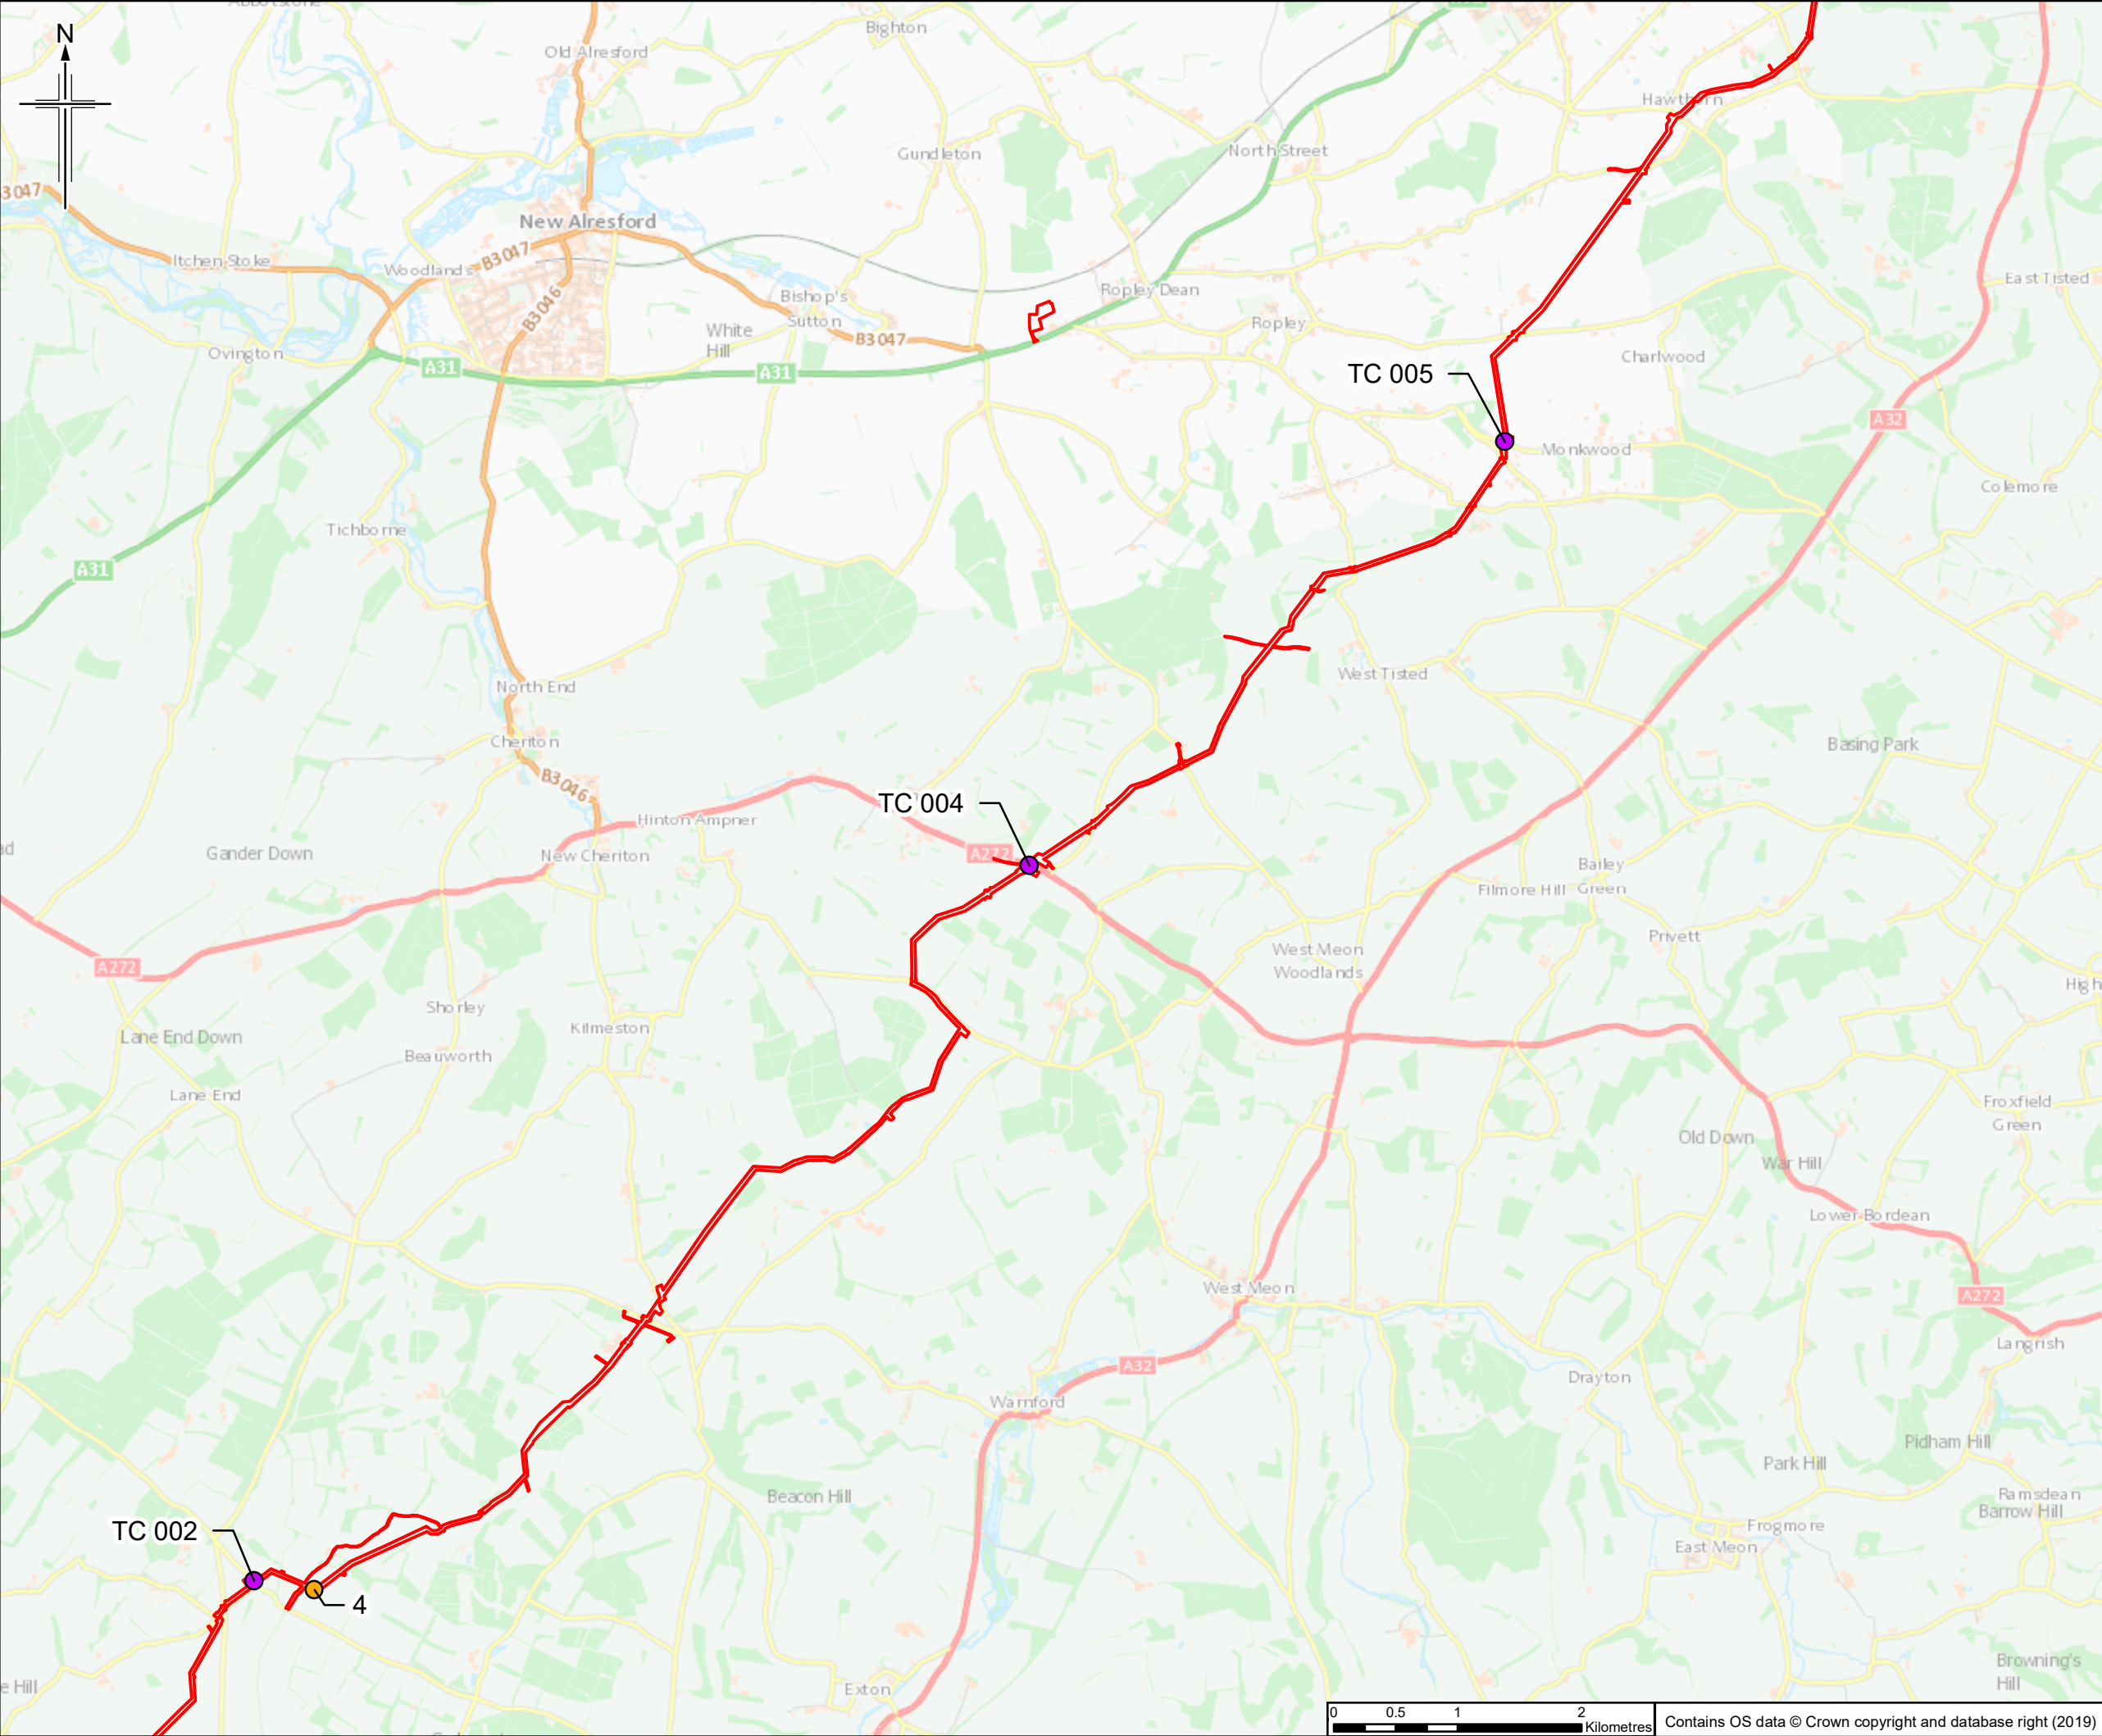 N
Old Alresford
Bighton
Hawthorn
Gundleton
North Street
B3047
New Alresford
B3047
Itchen Stoke
Woodlands
East Tisted
Ropley Dean
Bishop's
Sutton
B3046
White
Hill
B3047
Ropley
Ovington
Charlwood
A31
A31
TC 005
A32
Monkwood
Colemore
Tichborne
A31
West Tisted
North End
Cheriton
Basing Park
B3046
TC 004
Hinton Ampner
Gander Down
New Cheriton
A272
Bailey
Green
Filmore Hill
West Meon
Woodlands
Privett
A272
High
Shorley
Kilmeston
Lane End Down
Beauworth
Lane End
Froxfield
Green
Old Down
War Hill
Lower Bordean
West Meon
A272
Langrish
A32
Drayton
Warnford
Pidham Hill
Park Hill
Beacon Hill
Ramsdean
Barrow Hill
Frogmore
East Meon
TC 002
4
Exton
e Hill
Browning's
Hill
0 0.5 1 2
Kilometres
Contains OS data © Crown copyright and database right (2019)